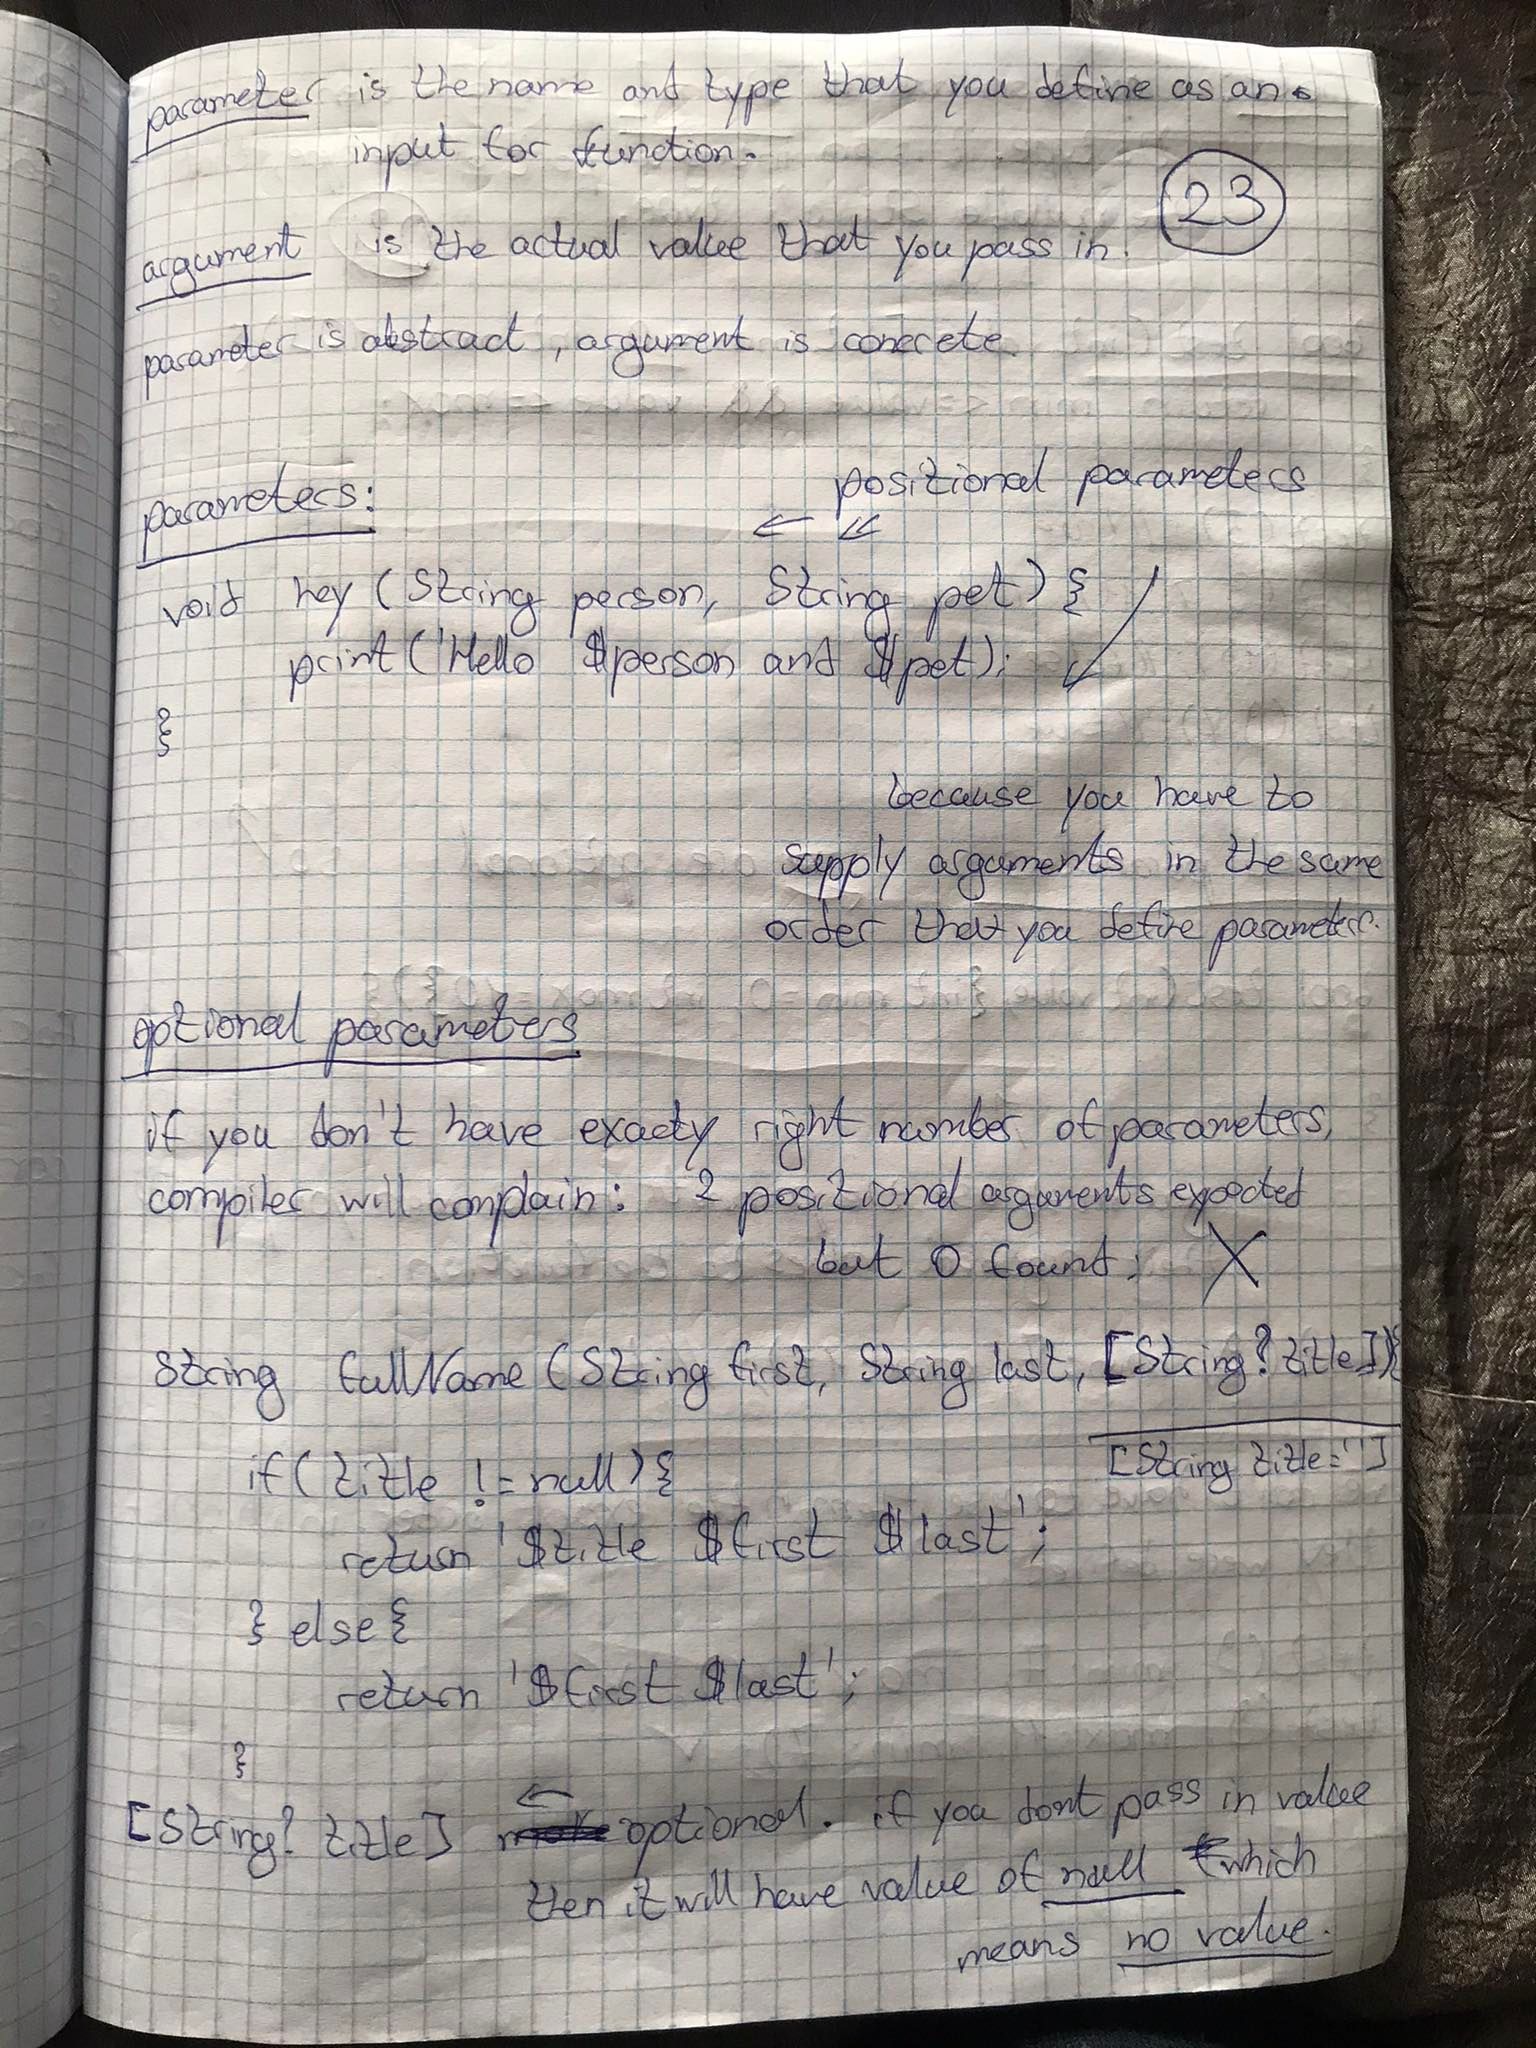 parameter is the name and type that you define as an
input for function.
23
argument is the actual value that you pass in.
parameter is abstract, argument is concrete.
parameters:
positional parameters
void hey (String person, String pet) {
print('Hello $person and $pet);
}
because you have to
supply arguments in the same
order that you define parameters.
optional parameters
if you don't have exacty right number of parameters,
compiler will complain: 2 positional arguments expected
but 0 found;
String fullName (String first, String last, [String? title]){
[String title='']
if (title != null) {
return '$title $first $last';
} else {
return '$first $last';
}
[String? title] ← optional. if you dont pass in value
then it will have value of null which
means no value.